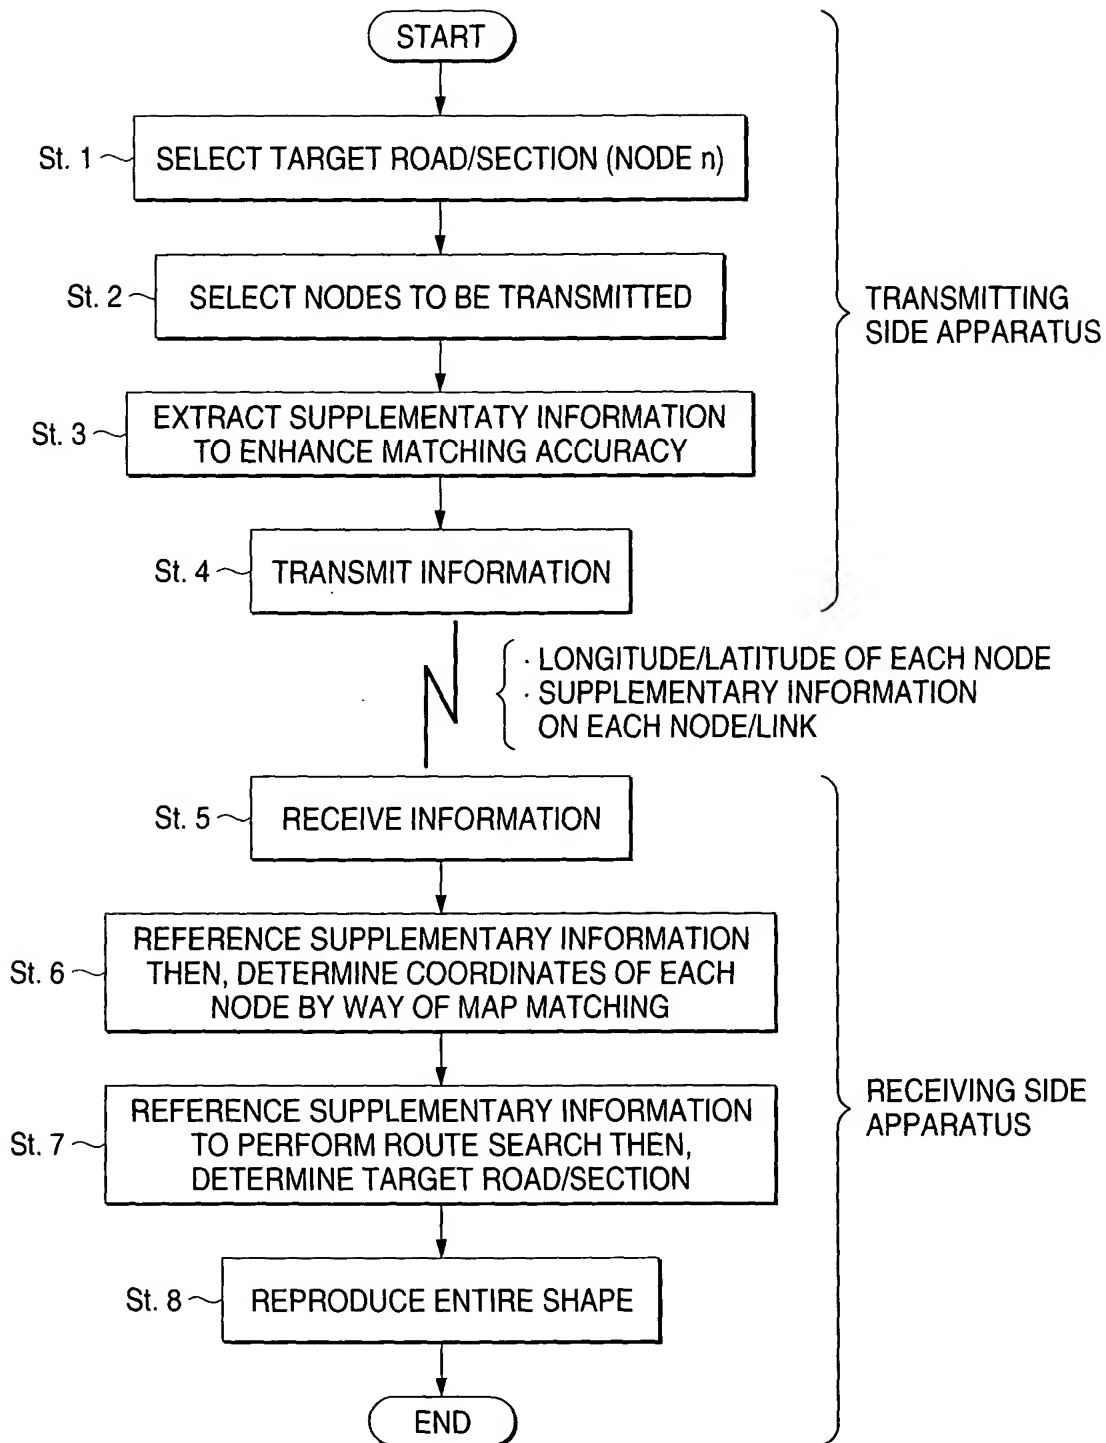 START
St. 1
SELECT TARGET ROAD/SECTION (NODE n)
St. 2
SELECT NODES TO BE TRANSMITTED
St. 3
EXTRACT SUPPLEMENTATY INFORMATION
TO ENHANCE MATCHING ACCURACY
St. 4
TRANSMIT INFORMATION
TRANSMITTING
SIDE APPARATUS
· LONGITUDE/LATITUDE OF EACH NODE
· SUPPLEMENTARY INFORMATION
ON EACH NODE/LINK
St. 5
RECEIVE INFORMATION
St. 6
REFERENCE SUPPLEMENTARY INFORMATION
THEN, DETERMINE COORDINATES OF EACH
NODE BY WAY OF MAP MATCHING
St. 7
REFERENCE SUPPLEMENTARY INFORMATION
TO PERFORM ROUTE SEARCH THEN,
DETERMINE TARGET ROAD/SECTION
RECEIVING SIDE
APPARATUS
St. 8
REPRODUCE ENTIRE SHAPE
END